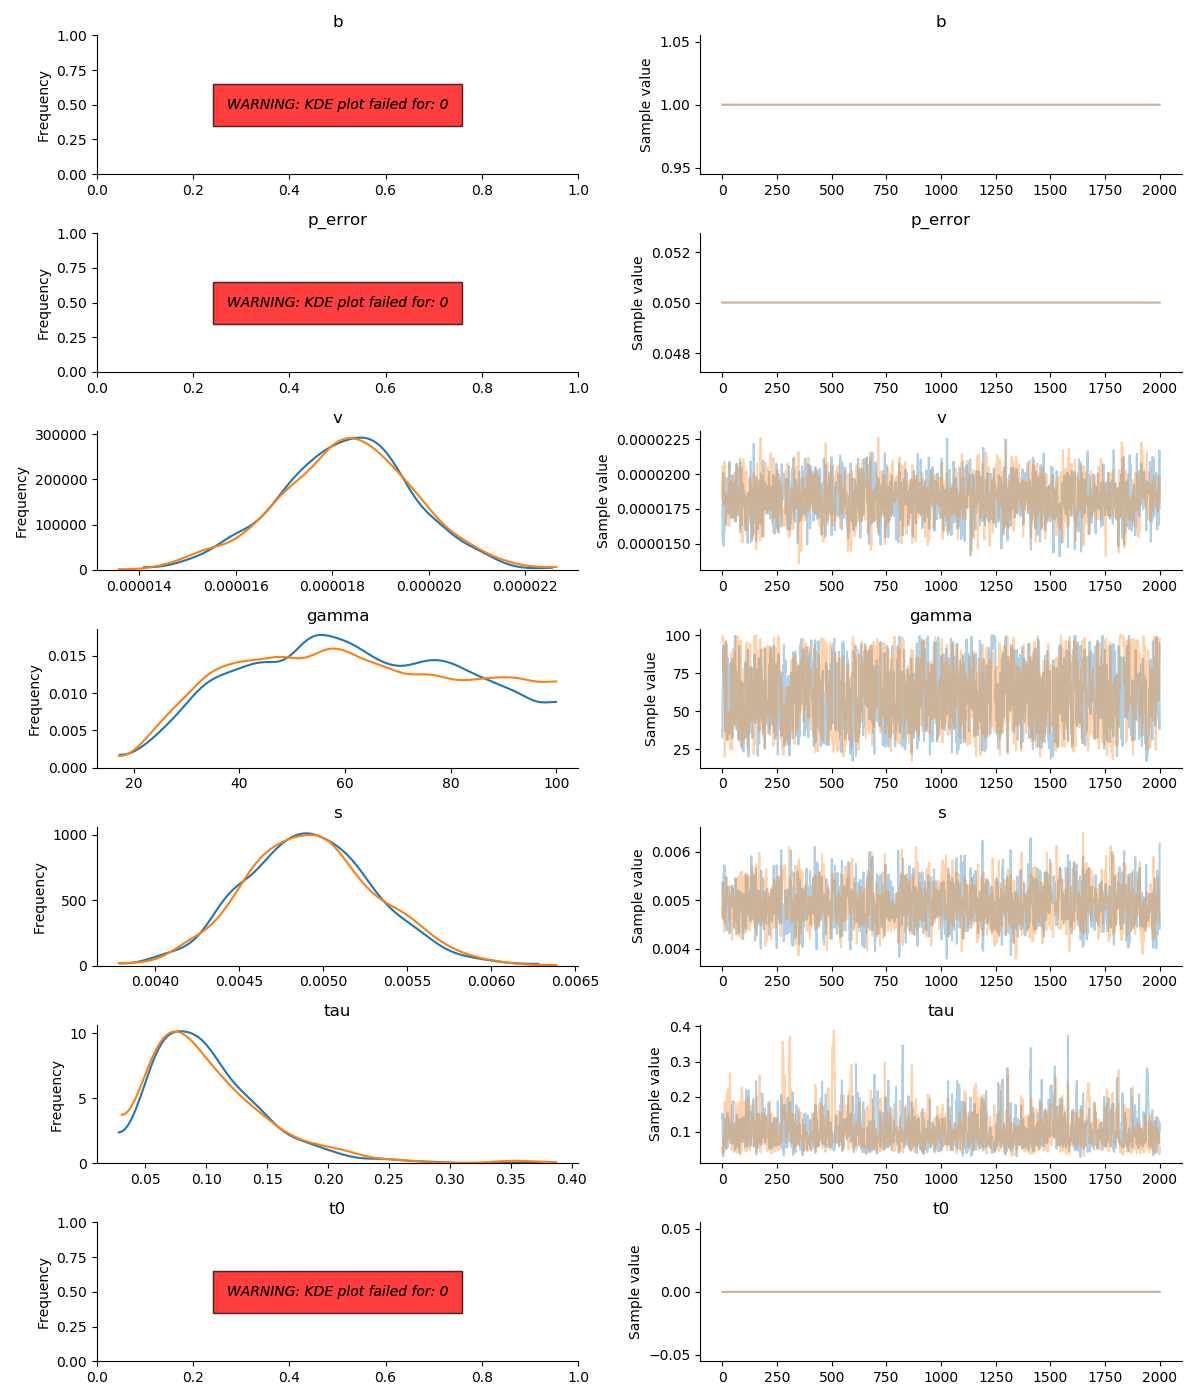 b
1.00
0.75
0.50
0.25
0.00
Frequency
WARNING: KDE plot failed for: 0
0.0 0.2 0.4 0.6 0.8 1.0
b
1.05
1.00
0.95
Sample value
0 250 500 750 1000 1250 1500 1750 2000
p_error
1.00
0.75
0.50
0.25
0.00
Frequency
WARNING: KDE plot failed for: 0
0.0 0.2 0.4 0.6 0.8 1.0
p_error
0.052
0.050
0.048
Sample value
0 250 500 750 1000 1250 1500 1750 2000
v
300000
200000
100000
0
Frequency
0.000014 0.000016 0.000018 0.000020 0.000022
v
0.0000225
0.0000200
0.0000175
0.0000150
Sample value
0 250 500 750 1000 1250 1500 1750 2000
gamma
0.015
0.010
0.005
0.000
Frequency
20 40 60 80 100
gamma
100
75
50
25
Sample value
0 250 500 750 1000 1250 1500 1750 2000
s
1000
500
0
Frequency
0.0040 0.0045 0.0050 0.0055 0.0060 0.0065
s
0.006
0.005
0.004
Sample value
0 250 500 750 1000 1250 1500 1750 2000
tau
10
5
0
Frequency
0.05 0.10 0.15 0.20 0.25 0.30 0.35 0.40
tau
0.4
0.3
0.2
0.1
Sample value
0 250 500 750 1000 1250 1500 1750 2000
t0
1.00
0.75
0.50
0.25
0.00
Frequency
WARNING: KDE plot failed for: 0
0.0 0.2 0.4 0.6 0.8 1.0
t0
0.05
0.00
−0.05
Sample value
0 250 500 750 1000 1250 1500 1750 2000